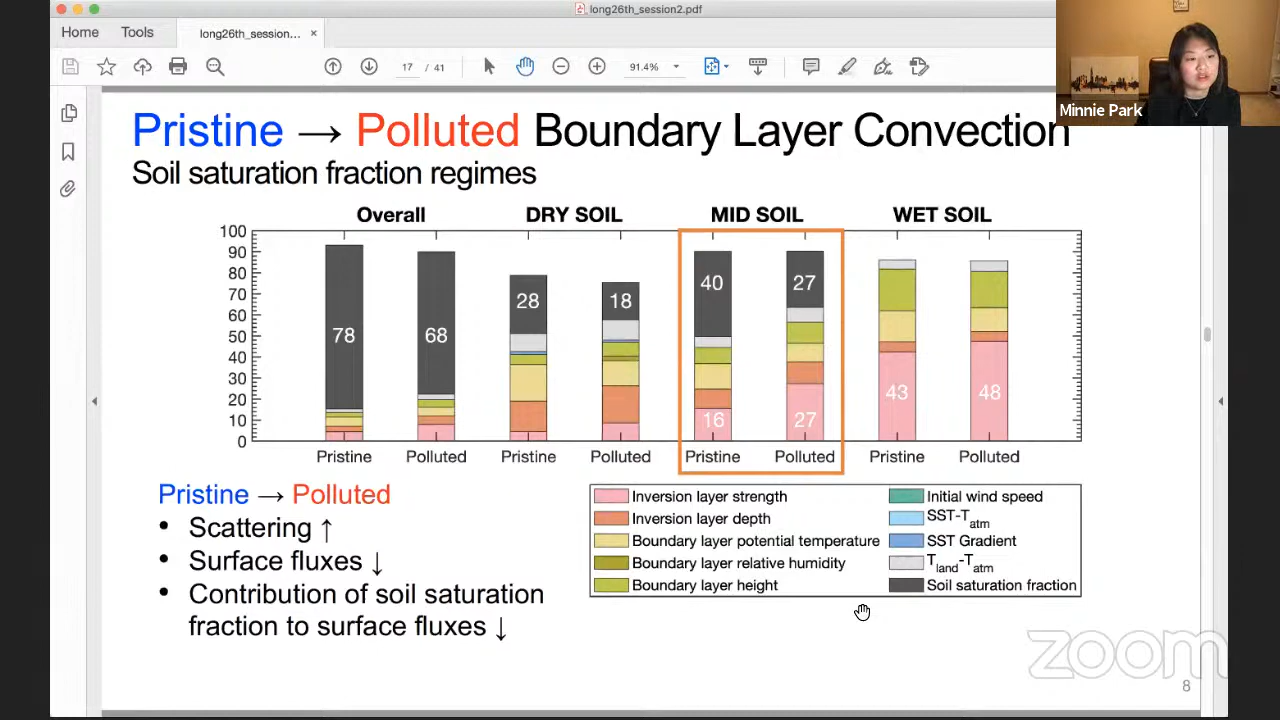 long26th_session2.pdf
Home Tools long26th_session... ×
17 / 41 91.4%
Minnie Park
Pristine → Polluted Boundary Layer Convection
Soil saturation fraction regimes
Overall DRY SOIL MID SOIL WET SOIL
100
90
80
70
60
50
40
30
20
10
0
78 68 28 18 40 27 16 27 43 48
Pristine Polluted Pristine Polluted Pristine Polluted Pristine Polluted
Pristine → Polluted
• Scattering ↑
• Surface fluxes ↓
• Contribution of soil saturation
fraction to surface fluxes ↓
Inversion layer strength
Inversion layer depth
Boundary layer potential temperature
Boundary layer relative humidity
Boundary layer height
Initial wind speed
SST-Tatm
SST Gradient
Tland-Tatm
Soil saturation fraction
zoom
8